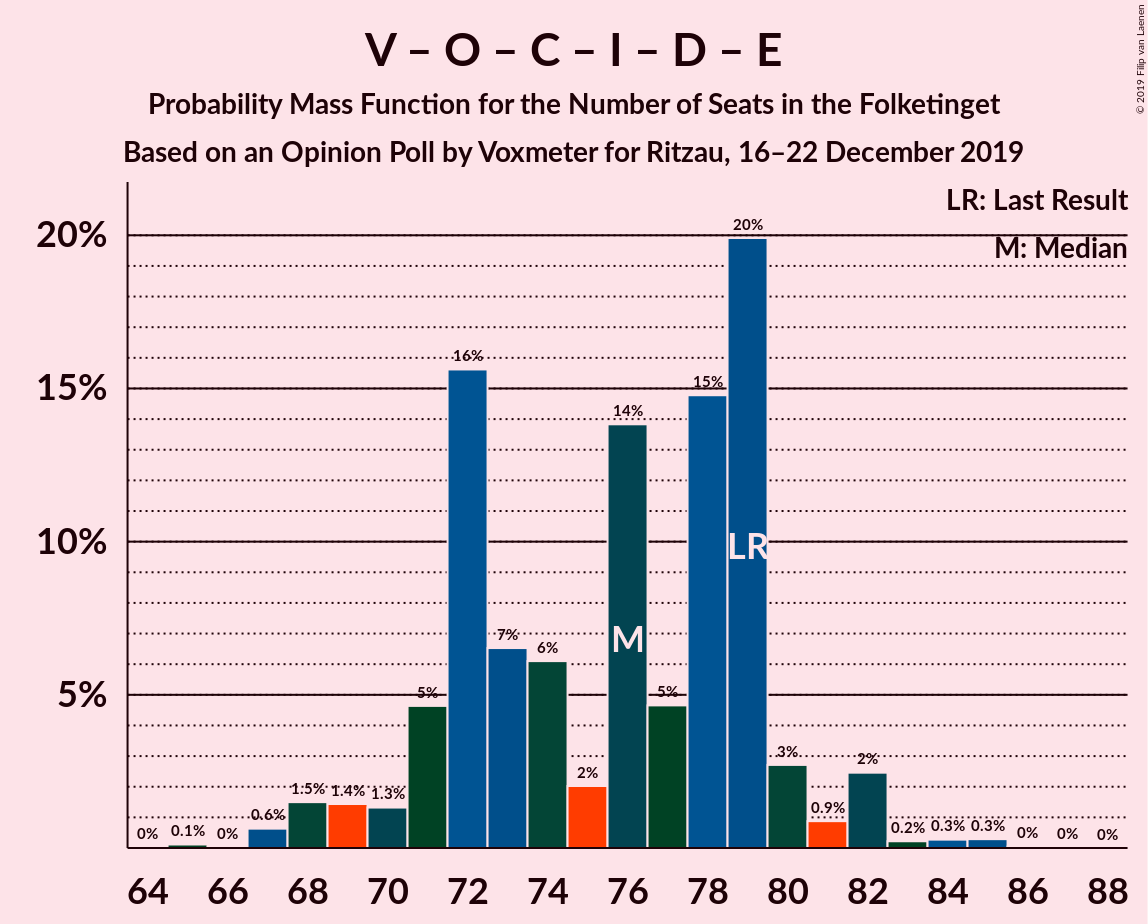 V – O – C – I – D – E
Probability Mass Function for the Number of Seats in the Folketinget
Based on an Opinion Poll by Voxmeter for Ritzau, 16–22 December 2019
© 2019 Filip van Laenen
LR: Last Result
M: Median
20%
15%
10%
5%
0% 0.1% 0% 0.6% 1.5% 1.4% 1.3% 5% 16% 7% 6% 2% 14% 5% 15% 20% 3% 0.9% 2% 0.2% 0.3% 0.3% 0% 0% 0%
LR
M
64 66 68 70 72 74 76 78 80 82 84 86 88